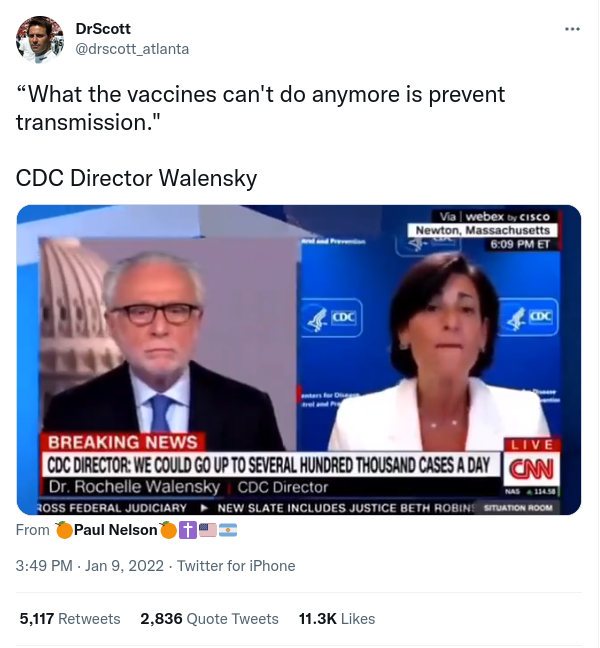 DrScott
@drscott_atlanta
“What the vaccines can't do anymore is prevent
transmission."
CDC Director Walensky
Via webex by CISCO
Newton, Massachusetts
6:09 PM ET
and Prevention
CDC
CDC
BREAKING NEWS
LIVE
CDC DIRECTOR: WE COULD GO UP TO SEVERAL HUNDRED THOUSAND CASES A DAY
CNN
Dr. Rochelle Walensky | CDC Director
NAS ▲ 114.58
ROSS FEDERAL JUDICIARY ▶ NEW SLATE INCLUDES JUSTICE BETH ROBIN
SITUATION ROOM
From 🍊Paul Nelson🍊✝️🇺🇸🇦🇷
3:49 PM · Jan 9, 2022 · Twitter for iPhone
5,117 Retweets 2,836 Quote Tweets 11.3K Likes